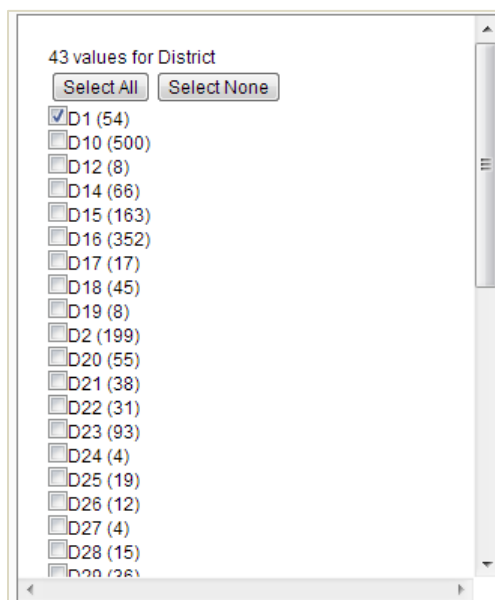 43 values for District
Select All Select None
D1 (54)
D10 (500)
D12 (8)
D14 (66)
D15 (163)
D16 (352)
D17 (17)
D18 (45)
D19 (8)
D2 (199)
D20 (55)
D21 (38)
D22 (31)
D23 (93)
D24 (4)
D25 (19)
D26 (12)
D27 (4)
D28 (15)
D29 (36)